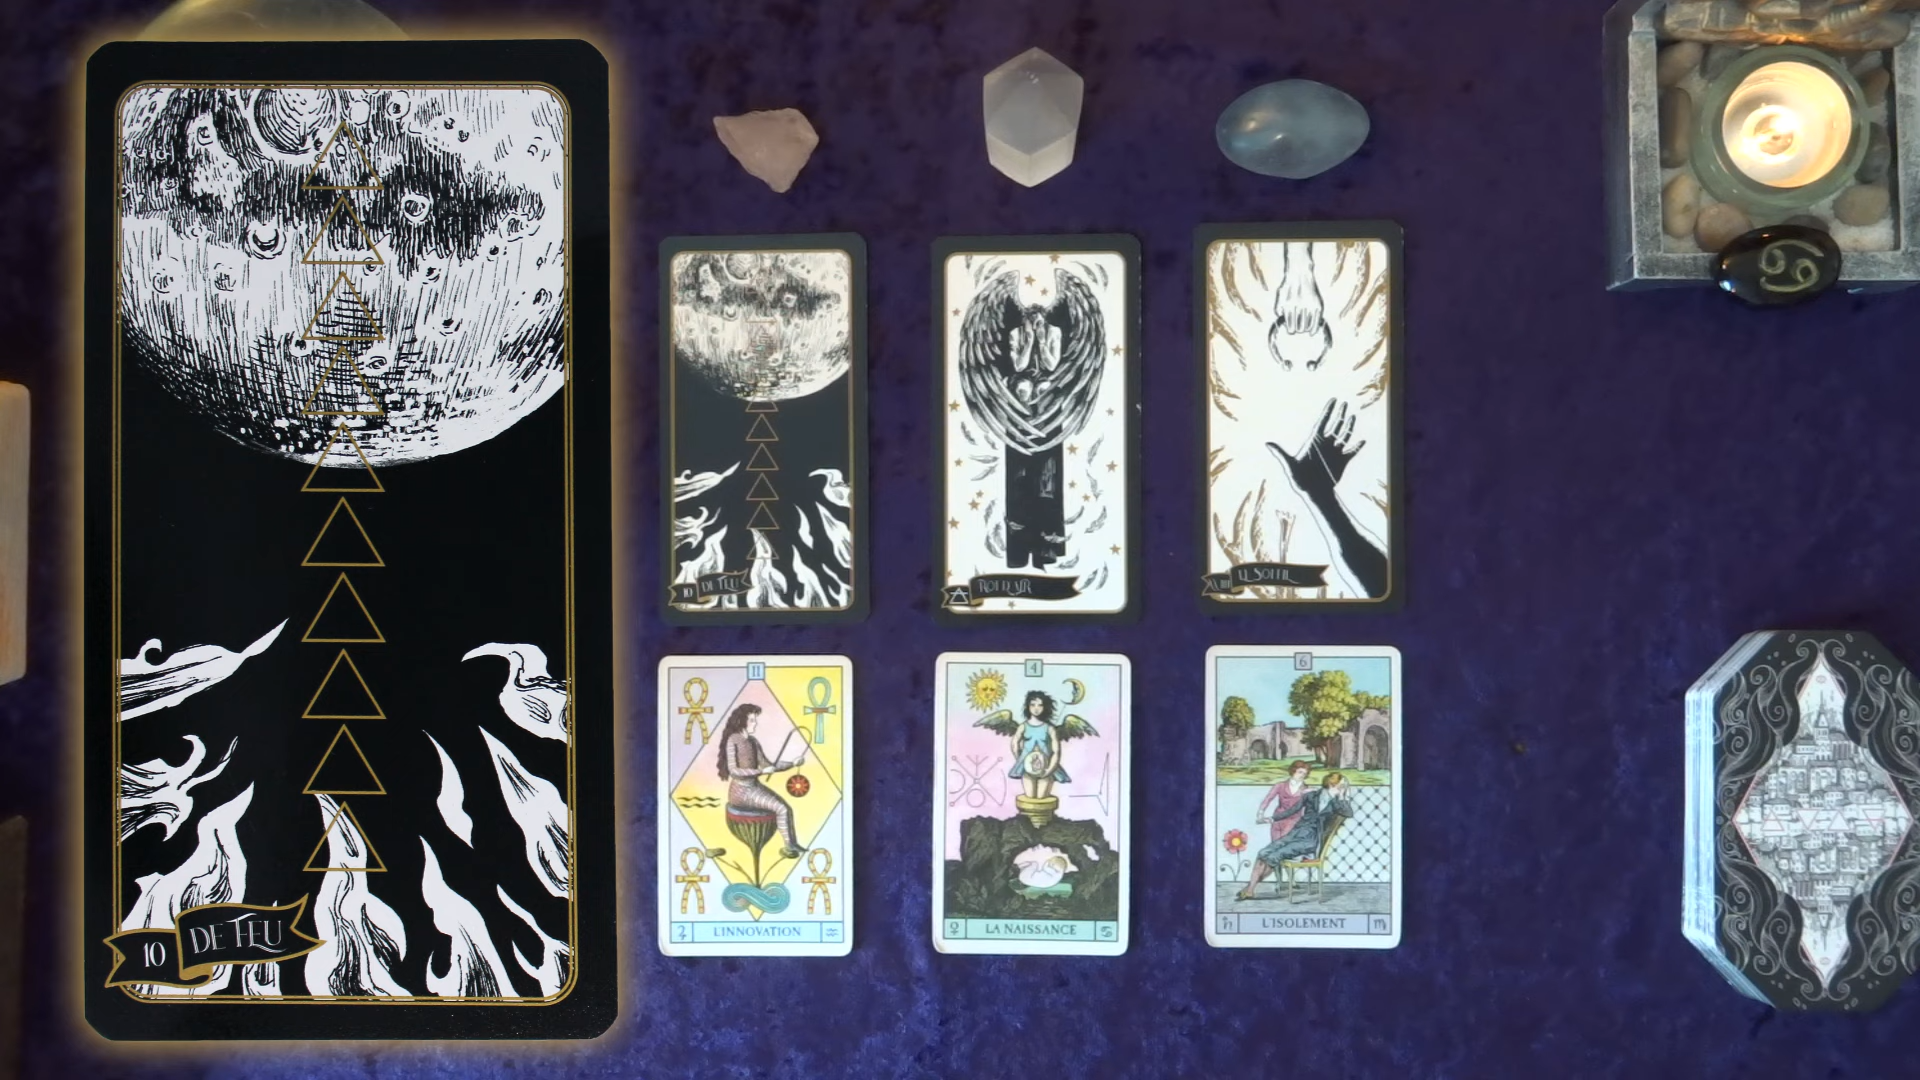 10 DE FEU
10 DE FEU
ROI D'AIR
LE SOLEIL
11
L'INNOVATION
4
LA NAISSANCE
6
L'ISOLEMENT